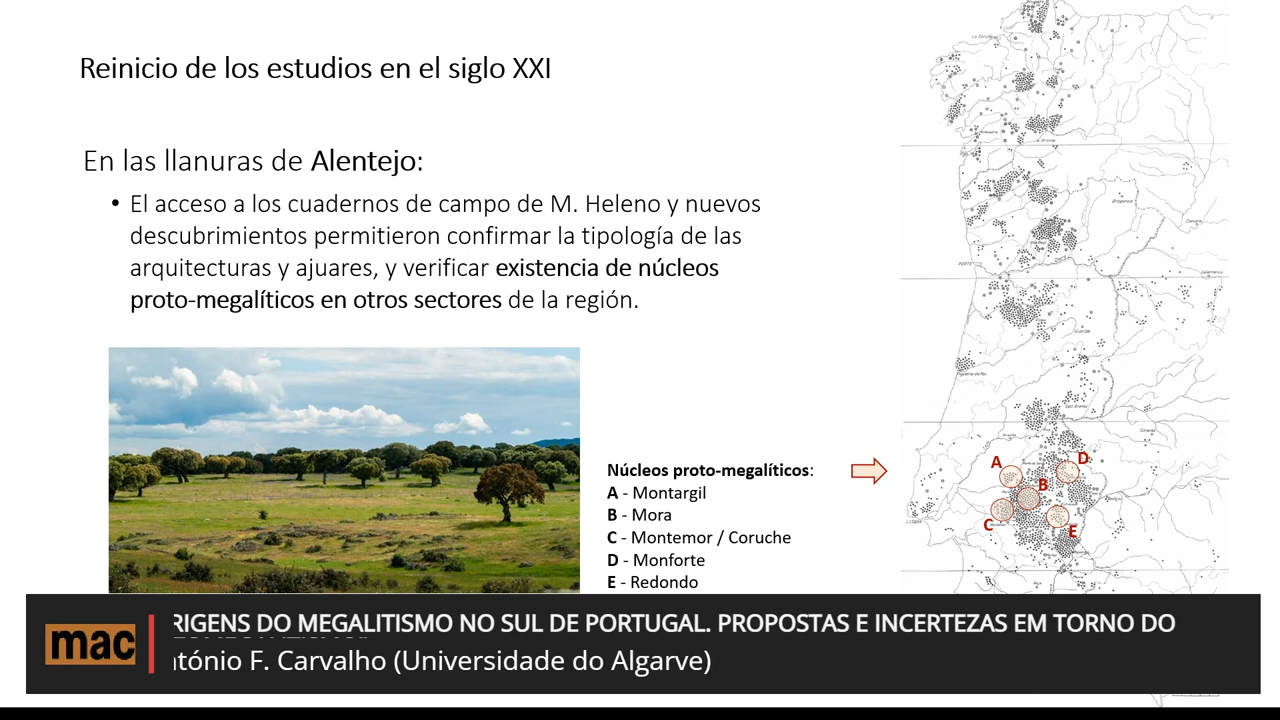 Reinicio de los estudios en el siglo XXI
En las llanuras de Alentejo:
• El acceso a los cuadernos de campo de M. Heleno y nuevos
descubrimientos permitieron confirmar la tipología de las
arquitecturas y ajuares, y verificar existencia de núcleos
proto-megalíticos en otros sectores de la región.
Núcleos proto-megalíticos:
A - Montargil
B - Mora
C - Montemor / Coruche
D - Monforte
E - Redondo
A
D
B
C
E
mac
RIGENS DO MEGALITISMO NO SUL DE PORTUGAL. PROPOSTAS E INCERTEZAS EM TORNO DO
ntónio F. Carvalho (Universidade do Algarve)